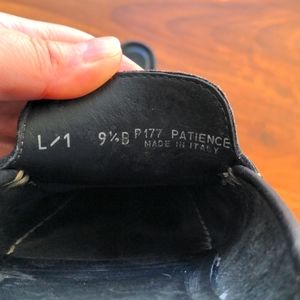 L/1 9½B P177 PATIENCE
MADE IN ITALY